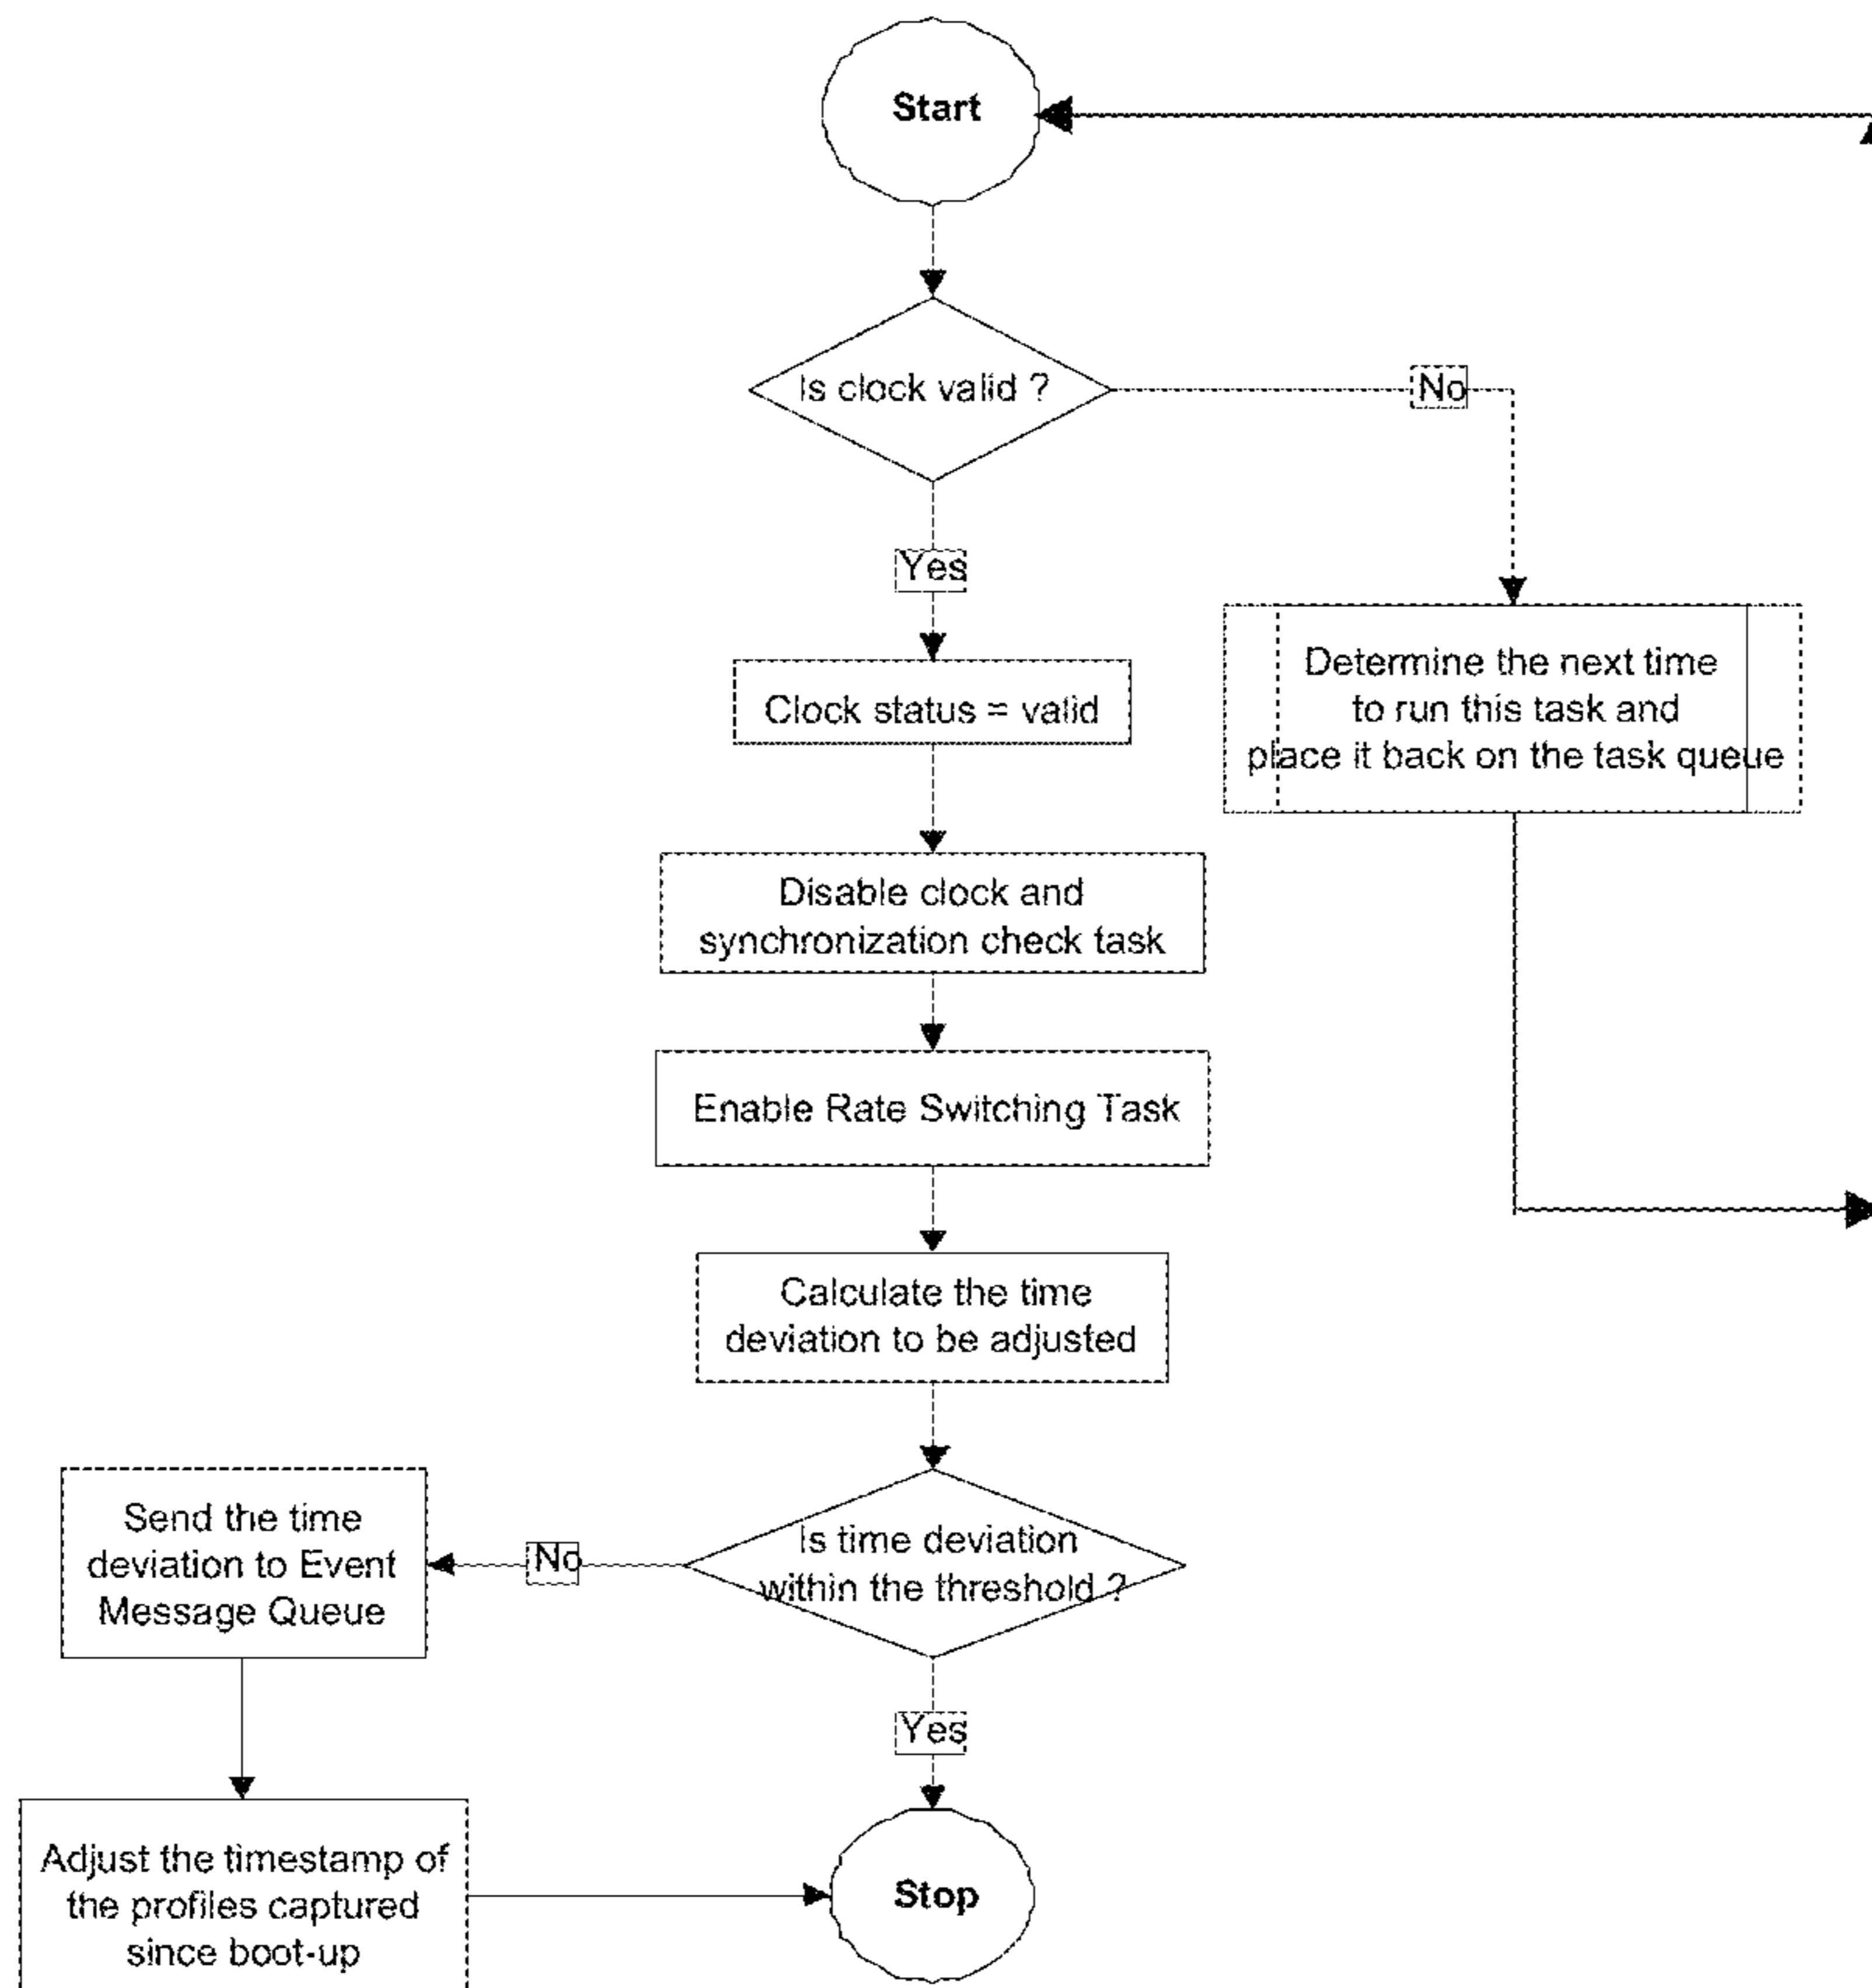 Start
Is clock valid ?
No
Yes
Clock status = valid
Determine the next time
to run this task and
place it back on the task queue
Disable clock and
synchronization check task
Enable Rate Switching Task
Calculate the time
deviation to be adjusted
Is time deviation
within the threshold ?
No
Send the time
deviation to Event
Message Queue
Yes
Adjust the timestamp of
the profiles captured
since boot-up
Stop